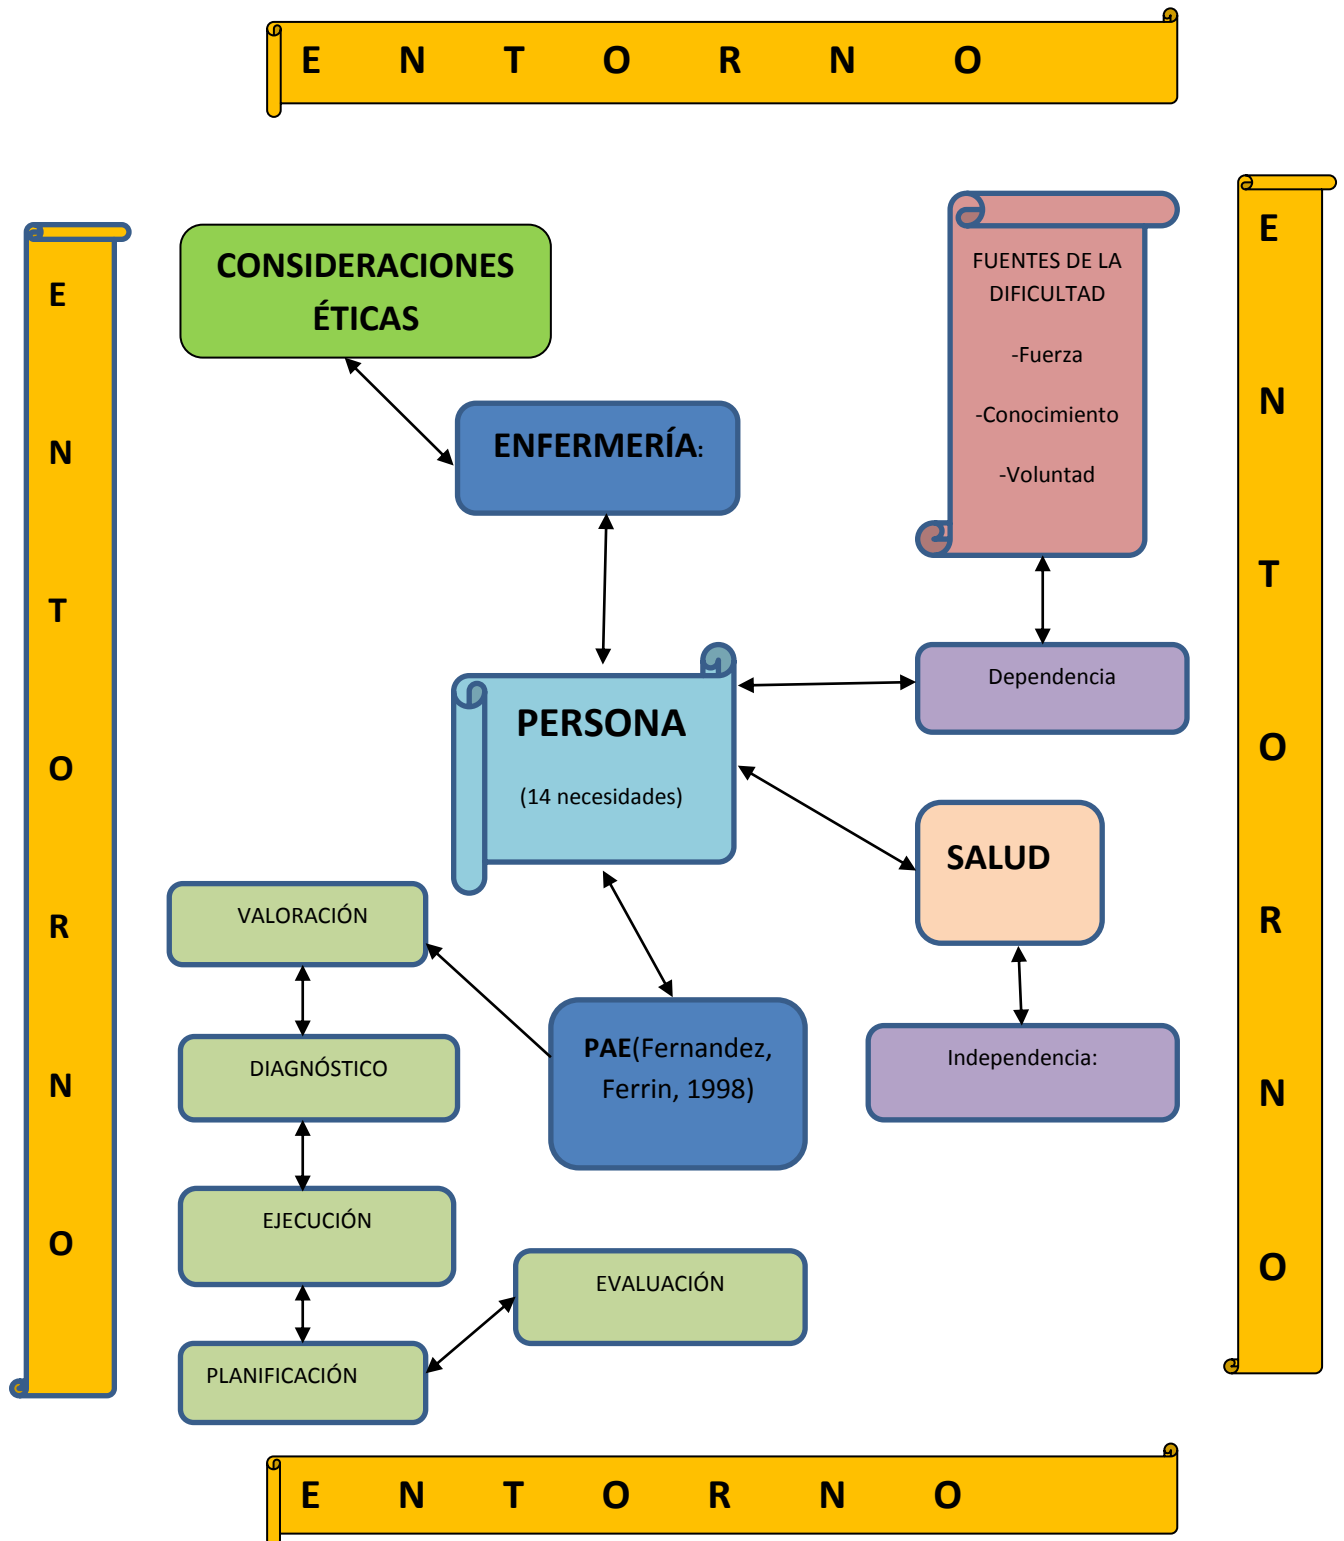 E N T O R N O
E N T O R N O
CONSIDERACIONES
ÉTICAS
ENFERMERÍA:
FUENTES DE LA
DIFICULTAD
-Fuerza
-Conocimiento
-Voluntad
E N T O R N O
PERSONA
(14 necesidades)
Dependencia
SALUD
Independencia:
PAE(Fernandez,
Ferrin, 1998)
VALORACIÓN
DIAGNÓSTICO
EJECUCIÓN
PLANIFICACIÓN
EVALUACIÓN
E N T O R N O